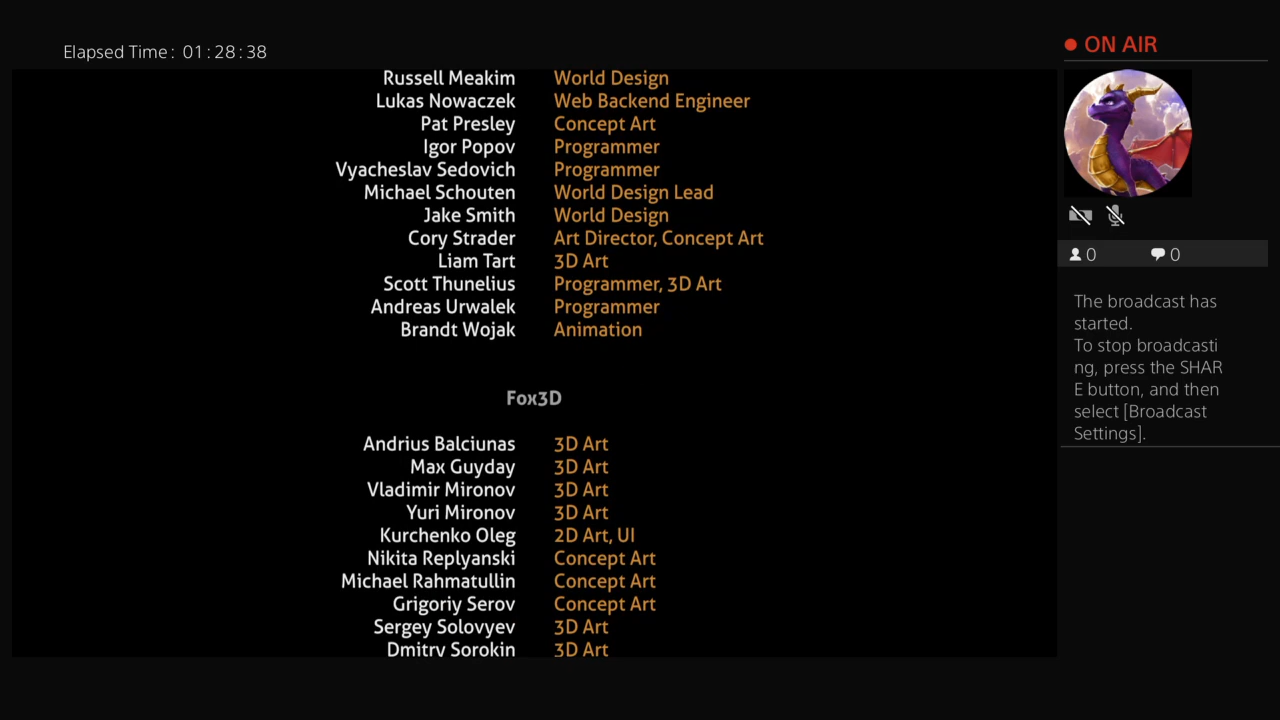 Elapsed Time: 01:28:38
ON AIR
Russell Meakim World Design
Lukas Nowaczek Web Backend Engineer
Pat Presley Concept Art
Igor Popov Programmer
Vyacheslav Sedovich Programmer
Michael Schouten World Design Lead
Jake Smith World Design
Cory Strader Art Director, Concept Art
Liam Tart 3D Art
Scott Thunelius Programmer, 3D Art
Andreas Urwalek Programmer
Brandt Wojak Animation
Fox3D
Andrius Balciunas 3D Art
Max Guyday 3D Art
Vladimir Mironov 3D Art
Yuri Mironov 3D Art
Kurchenko Oleg 2D Art, UI
Nikita Replyanski Concept Art
Michael Rahmatullin Concept Art
Grigoriy Serov Concept Art
Sergey Solovyev 3D Art
Dmitry Sorokin 3D Art
0 0
The broadcast has
started.
To stop broadcasti
ng, press the SHAR
E button, and then
select [Broadcast
Settings].